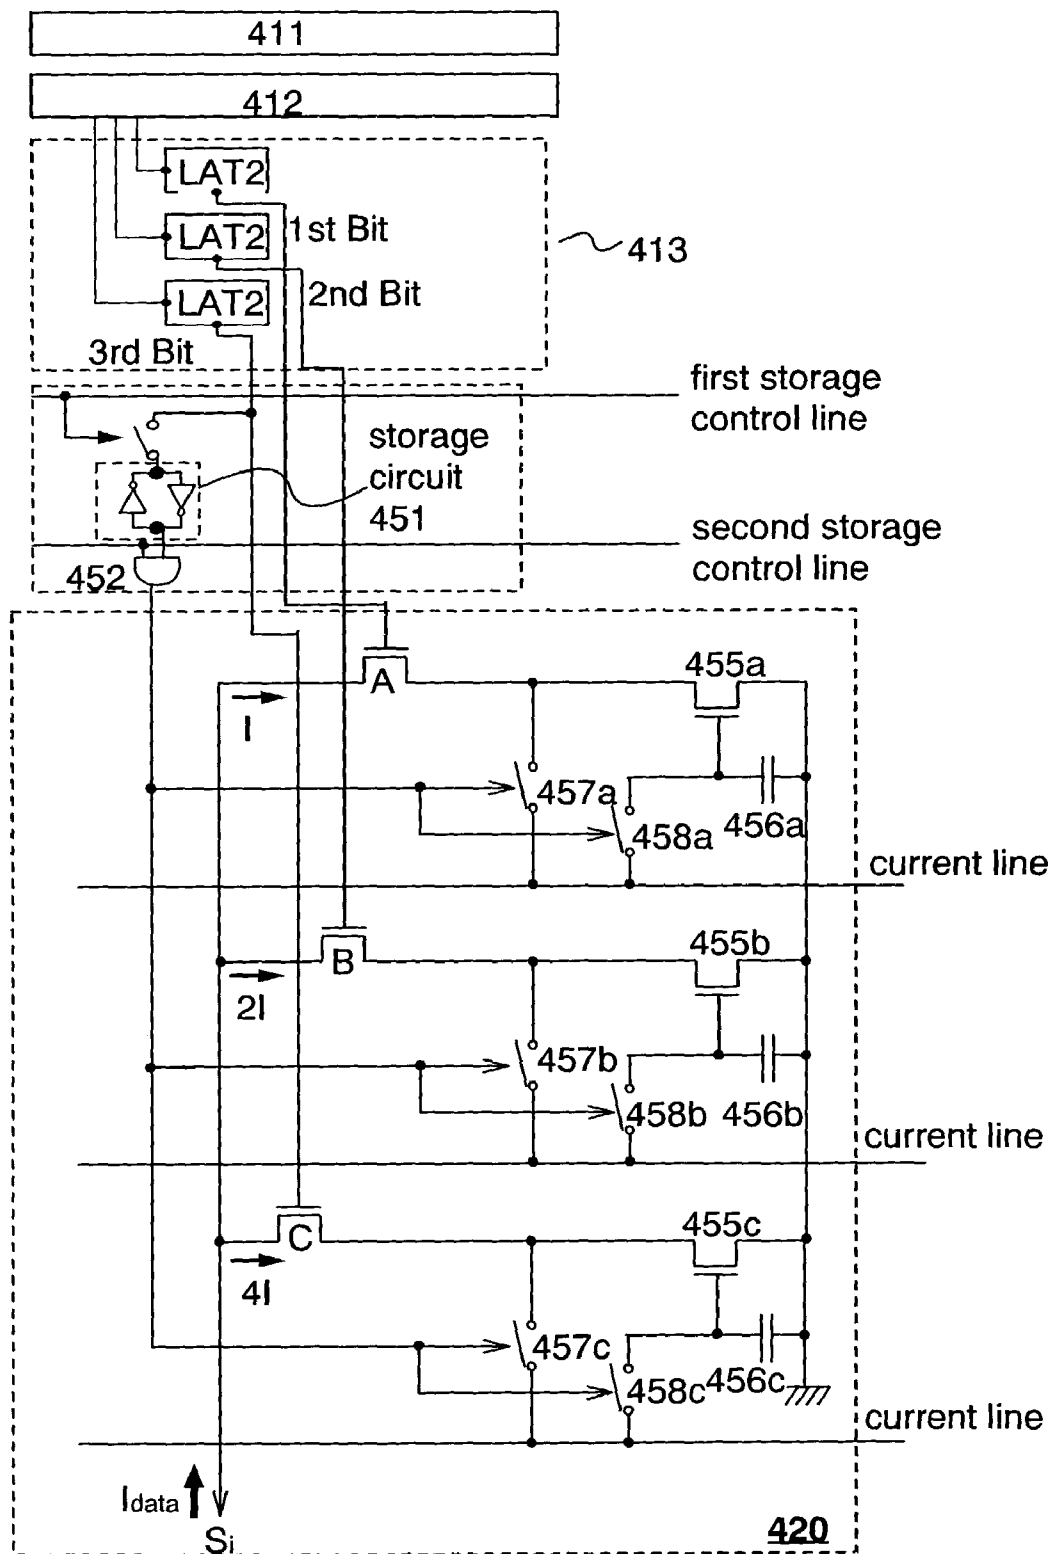 411
412
LAT2
1st Bit
LAT2
413
2nd Bit
LAT2
3rd Bit
first storage
control line
storage
circuit
451
second storage
control line
452
A
455a
I
457a
458a
456a
current line
B
455b
2I
457b
458b
456b
current line
C
455c
4I
457c
458c
456c
current line
Idata
Si
420